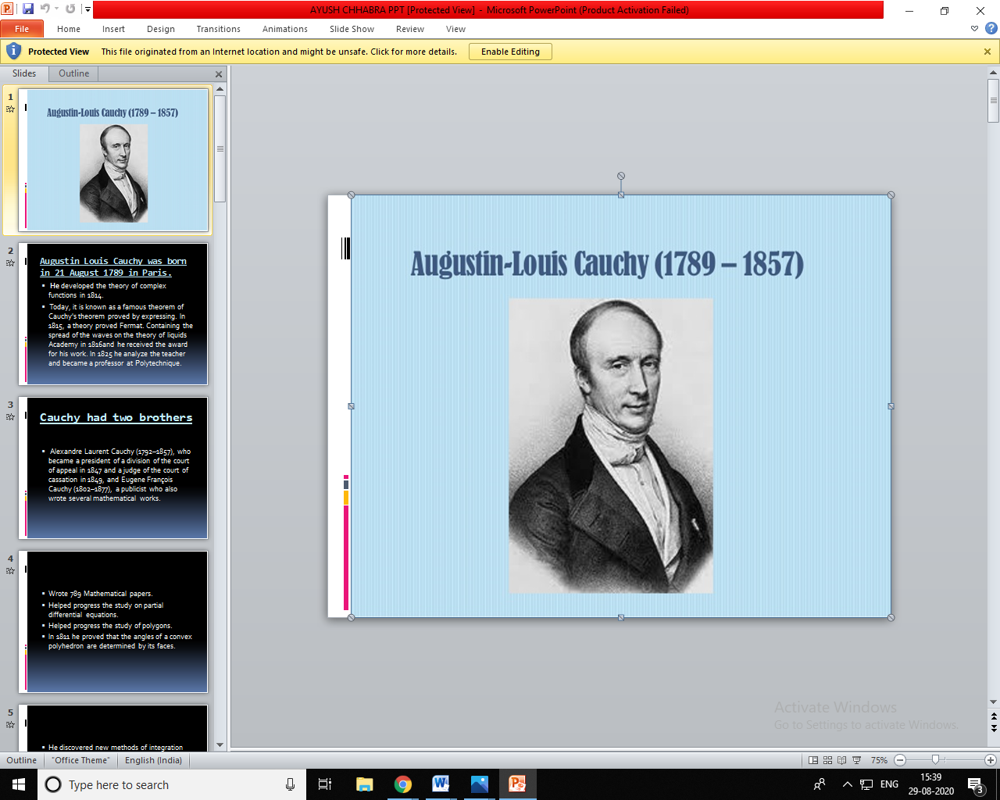 AYUSH CHHABRA PPT [Protected View] - Microsoft PowerPoint (Product Activation Failed)
File Home Insert Design Transitions Animations Slide Show Review View
Protected View This file originated from an Internet location and might be unsafe. Click for more details. Enable Editing
Slides Outline
1
Augustin-Louis Cauchy (1789 – 1857)
2
Augustin Louis Cauchy was born
in 21 August 1789 in Paris.
He developed the theory of complex
functions in 1814.
Today, it is known as a famous theorem of
Cauchy's theorem proved by expressing. In
1815, a theory proved Fermat. Containing the
spread of the waves on the theory of liquids
Academy in 1816and he received the award
for his work. In 1825 he analyze the teacher
and became a professor at Polytechnique.
3
Cauchy had two brothers
Alexandre Laurent Cauchy (1792–1857), who
became a president of a division of the court
of appeal in 1847 and a judge of the court of
cassation in 1849, and Eugene François
Cauchy (1802–1877), a publicist who also
wrote several mathematical works.
4
Wrote 789 Mathematical papers.
Helped progress the study on partial
differential equations.
Helped progress the study of polygons.
In 1811 he proved that the angles of a convex
polyhedron are determined by its faces.
5
He discovered new methods of integration
Augustin-Louis Cauchy (1789 – 1857)
Activate Windows
Go to Settings to activate Windows.
Outline "Office Theme" English (India) 75%
Type here to search
ENG
15:39
29-08-2020
3